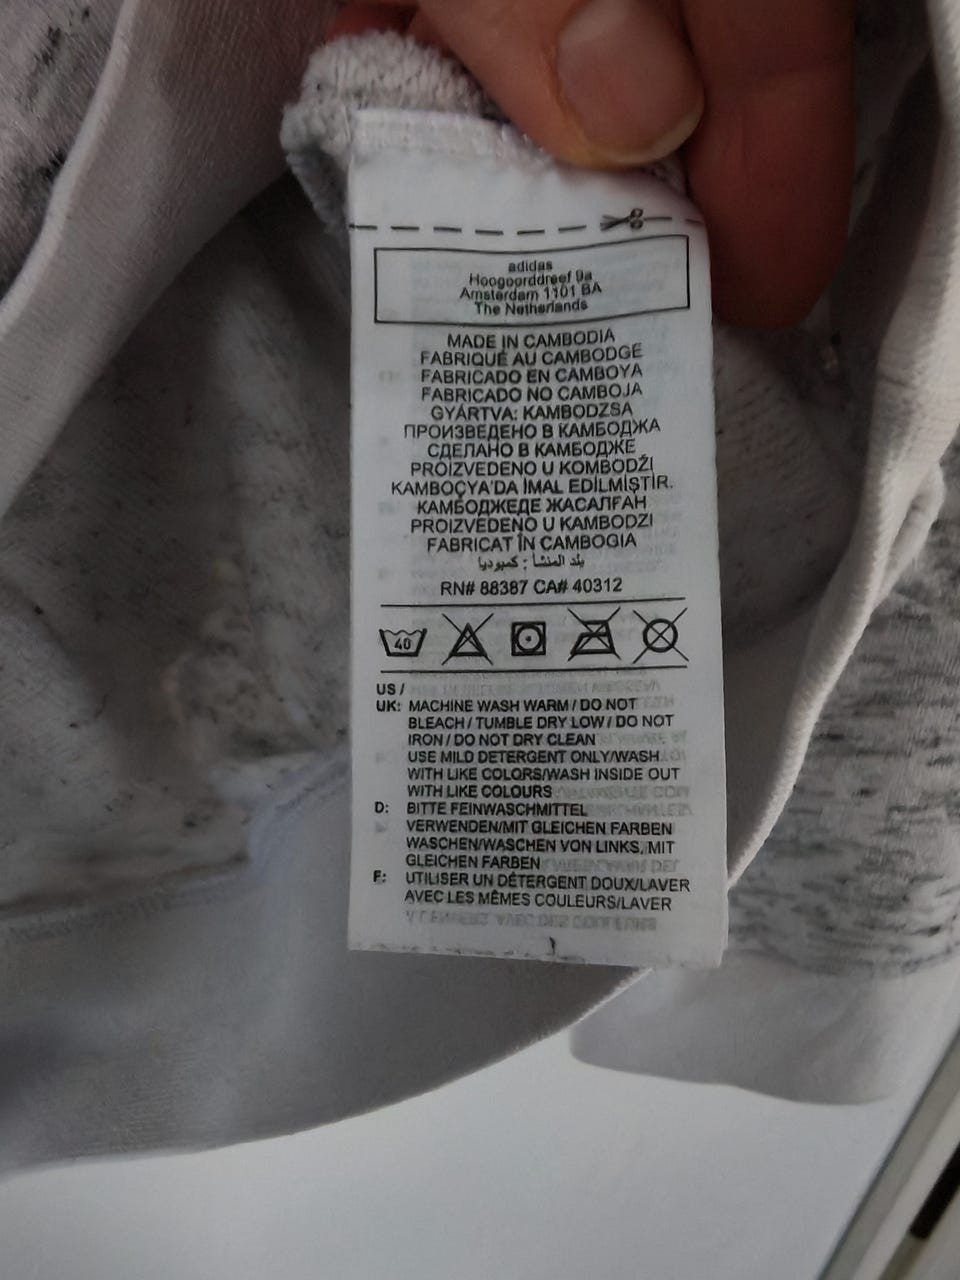 adidas
Hoogoorddreef 9a
Amsterdam 1101 BA
The Netherlands
MADE IN CAMBODIA
FABRIQUÉ AU CAMBODGE
FABRICADO EN CAMBOYA
FABRICADO NO CAMBOJA
GYÁRTVA: KAMBODZSA
ПРОИЗВЕДЕНО В КАМБОДЖА
СДЕЛАНО В КАМБОДЖЕ
PROIZVEDENO U KOMBODŽI
KAMBOÇYA'DA İMAL EDİLMİŞTİR.
КАМБОДЖЕДЕ ЖАСАЛҒАН
PROIZVEDENO U KAMBODZI
FABRICAT ÎN CAMBOGIA
بلد المنشأ : كمبوديا
RN# 88387 CA# 40312
40
US /
UK: MACHINE WASH WARM / DO NOT
BLEACH / TUMBLE DRY LOW / DO NOT
IRON / DO NOT DRY CLEAN
USE MILD DETERGENT ONLY/WASH
WITH LIKE COLORS/WASH INSIDE OUT
WITH LIKE COLOURS
D: BITTE FEINWASCHMITTEL
VERWENDEN/MIT GLEICHEN FARBEN
WASCHEN/WASCHEN VON LINKS, MIT
GLEICHEN FARBEN
F: UTILISER UN DÉTERGENT DOUX/LAVER
AVEC LES MÊMES COULEURS/LAVER